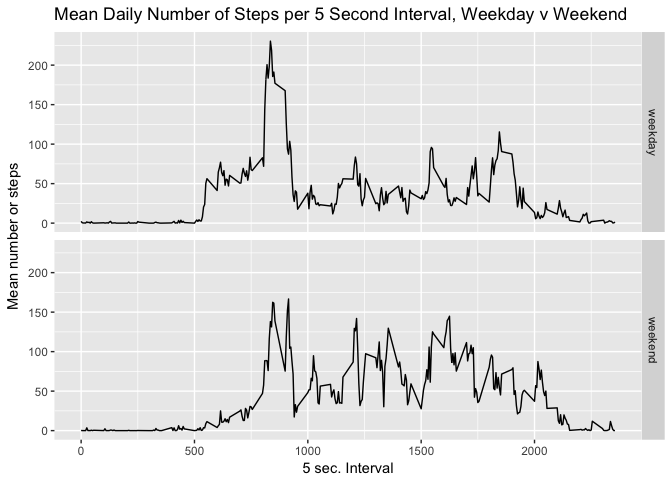 Mean Daily Number of Steps per 5 Second Interval, Weekday v Weekend
Mean number or steps
200
150
100
50
0
weekday
200
150
100
50
0
weekend
0 500 1000 1500 2000
5 sec. Interval